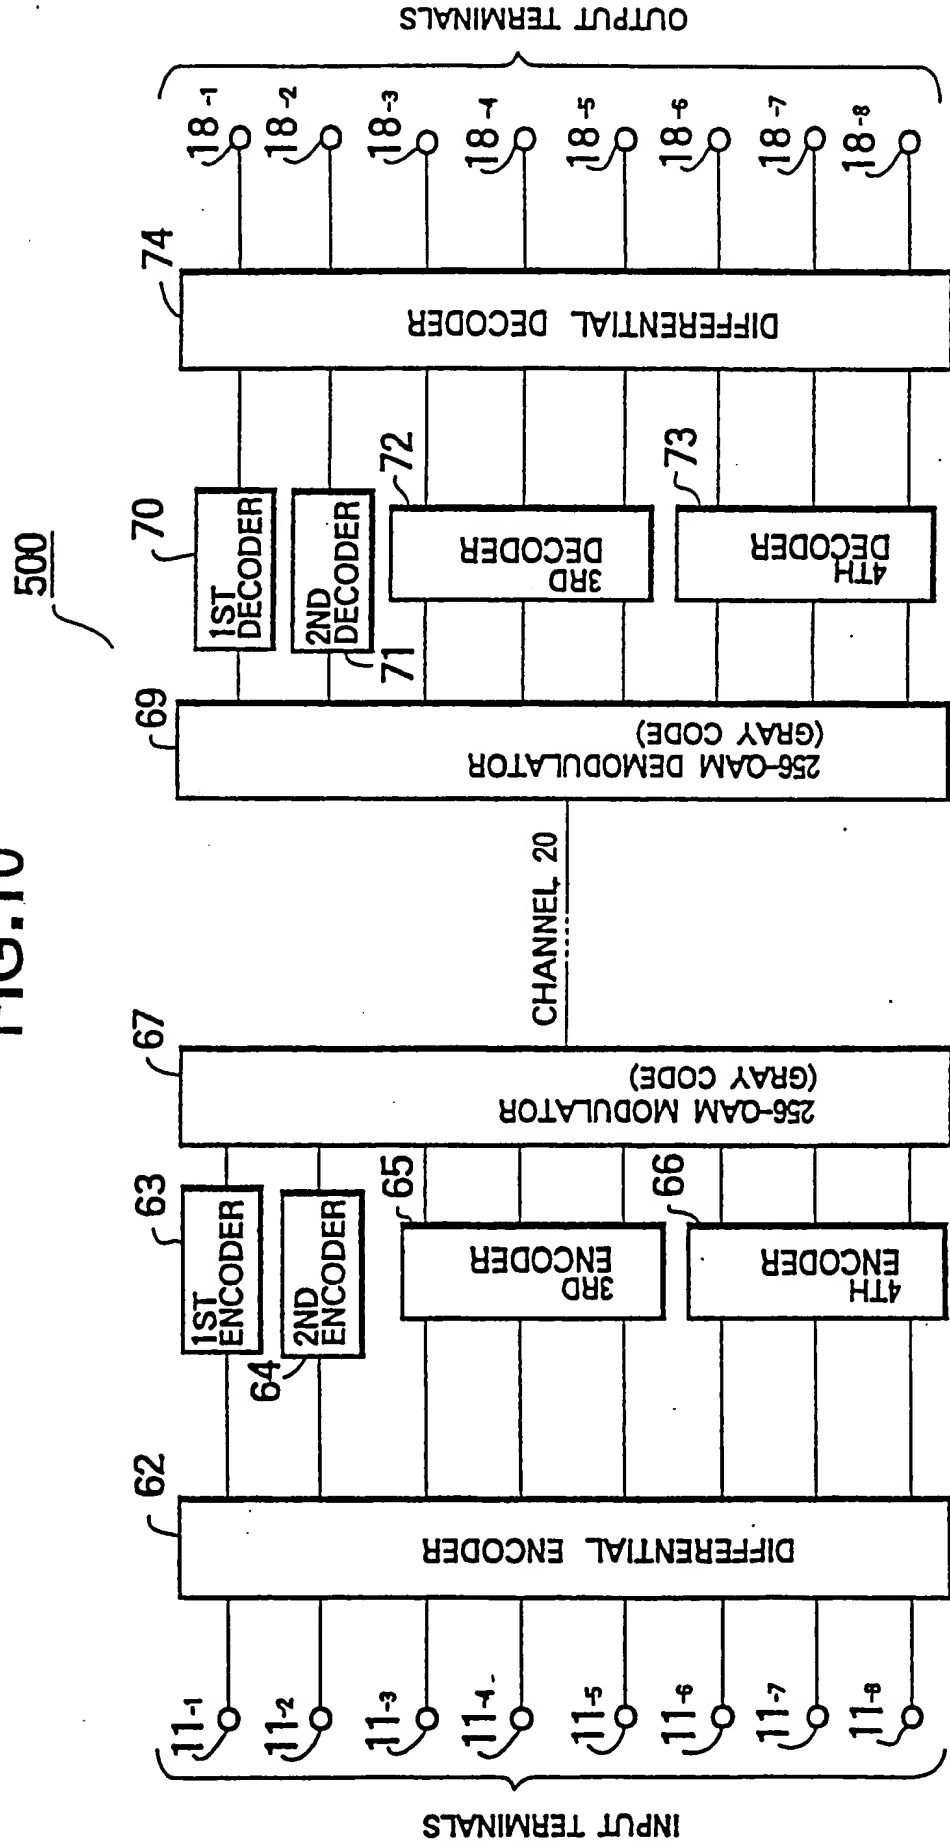 FIG.10
500
INPUT TERMINALS
11-1
11-2
11-3
11-4
11-5
11-6
11-7
11-8
62
DIFFERENTIAL ENCODER
63
1ST
ENCODER
64
2ND
ENCODER
65
3RD
ENCODER
66
4TH
ENCODER
67
256-QAM MODULATOR
(GRAY CODE)
CHANNEL 20
69
256-QAM DEMODULATOR
(GRAY CODE)
70
1ST
DECODER
71
2ND
DECODER
72
3RD
DECODER
73
4TH
DECODER
74
DIFFERENTIAL DECODER
18-1
18-2
18-3
18-4
18-5
18-6
18-7
18-8
OUTPUT TERMINALS